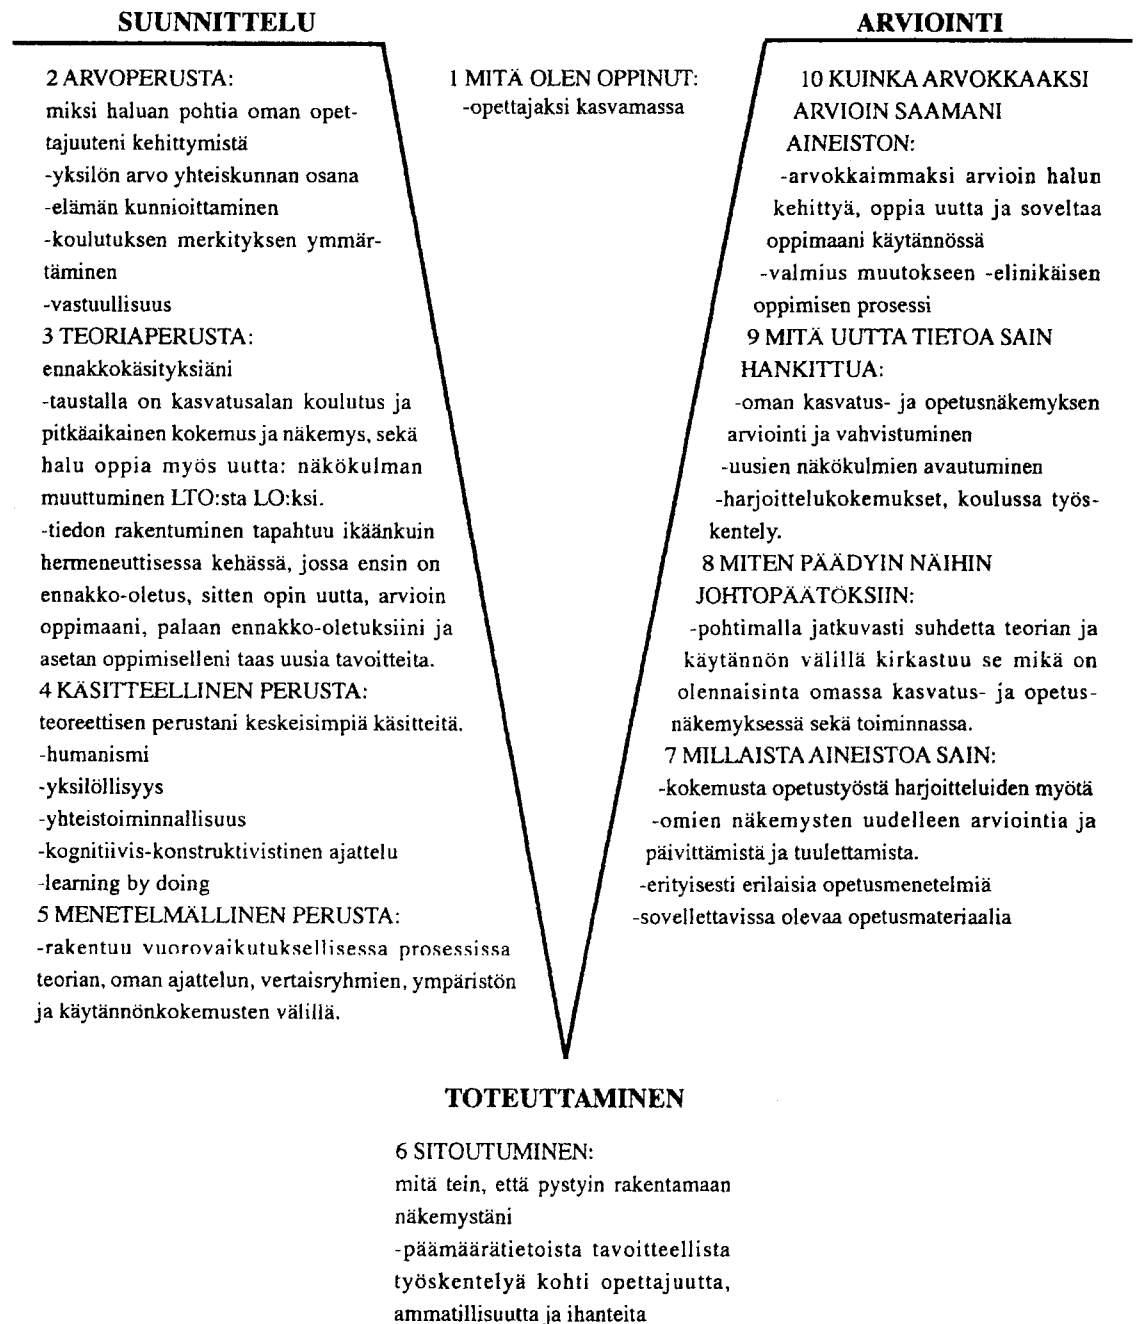 SUUNNITTELU
2 ARVOPERUSTA:
miksi haluan pohtia oman opet-
tajuuteni kehittymistä
-yksilön arvo yhteiskunnan osana
-elämän kunnioittaminen
-koulutuksen merkityksen ymmär-
täminen
-vastuullisuus
3 TEORIAPERUSTA:
ennakkokäsityksiäni
-taustalla on kasvatusalan koulutus ja
pitkäaikainen kokemus ja näkemys, sekä
halu oppia myös uutta: näkökulman
muuttuminen LTO:sta LO:ksi.
-tiedon rakentuminen tapahtuu ikäänkuin
hermeneuttisessa kehässä, jossa ensin on
ennakko-oletus, sitten opin uutta, arvioin
oppimaani, palaan ennakko-oletuksiini ja
asetan oppimiselleni taas uusia tavoitteita.
4 KÄSITTEELLINEN PERUSTA:
teoreettisen perustani keskeisimpiä käsitteitä.
-humanismi
-yksilöllisyys
-yhteistoiminnallisuus
-kognitiivis-konstruktivistinen ajattelu
-learning by doing
5 MENETELMÄLLINEN PERUSTA:
-rakentuu vuorovaikutuksellisessa prosessissa
teorian, oman ajattelun, vertaisryhmien, ympäristön
ja käytännönkokemusten välillä.
1 MITÄ OLEN OPPINUT:
-opettajaksi kasvamassa
ARVIOINTI
10 KUINKA ARVOKKAAKSI
ARVIOIN SAAMANI
AINEISTON:
-arvokkaimmaksi arvioin halun
kehittyä, oppia uutta ja soveltaa
oppimaani käytännössä
-valmius muutokseen -elinikäisen
oppimisen prosessi
9 MITÄ UUTTA TIETOA SAIN
HANKITTUA:
-oman kasvatus- ja opetusnäkemyksen
arviointi ja vahvistuminen
-uusien näkökulmien avautuminen
-harjoittelukokemukset, koulussa työs-
kentely.
8 MITEN PÄÄDYIN NÄIHIN
JOHTOPÄÄTÖKSIIN:
-pohtimalla jatkuvasti suhdetta teorian ja
käytännön välillä kirkastuu se mikä on
olennaisinta omassa kasvatus- ja opetus-
näkemyksessä sekä toiminnassa.
7 MILLAISTA AINEISTOA SAIN:
-kokemusta opetustyöstä harjoitteluiden myötä
-omien näkemysten uudelleen arviointia ja
päivittämistä ja tuulettamista.
-erityisesti erilaisia opetusmenetelmiä
-sovellettavissa olevaa opetusmateriaalia
TOTEUTTAMINEN
6 SITOUTUMINEN:
mitä tein, että pystyin rakentamaan
näkemystäni
-päämäärätietoista tavoitteellista
työskentelyä kohti opettajuutta,
ammatillisuutta ja ihanteita